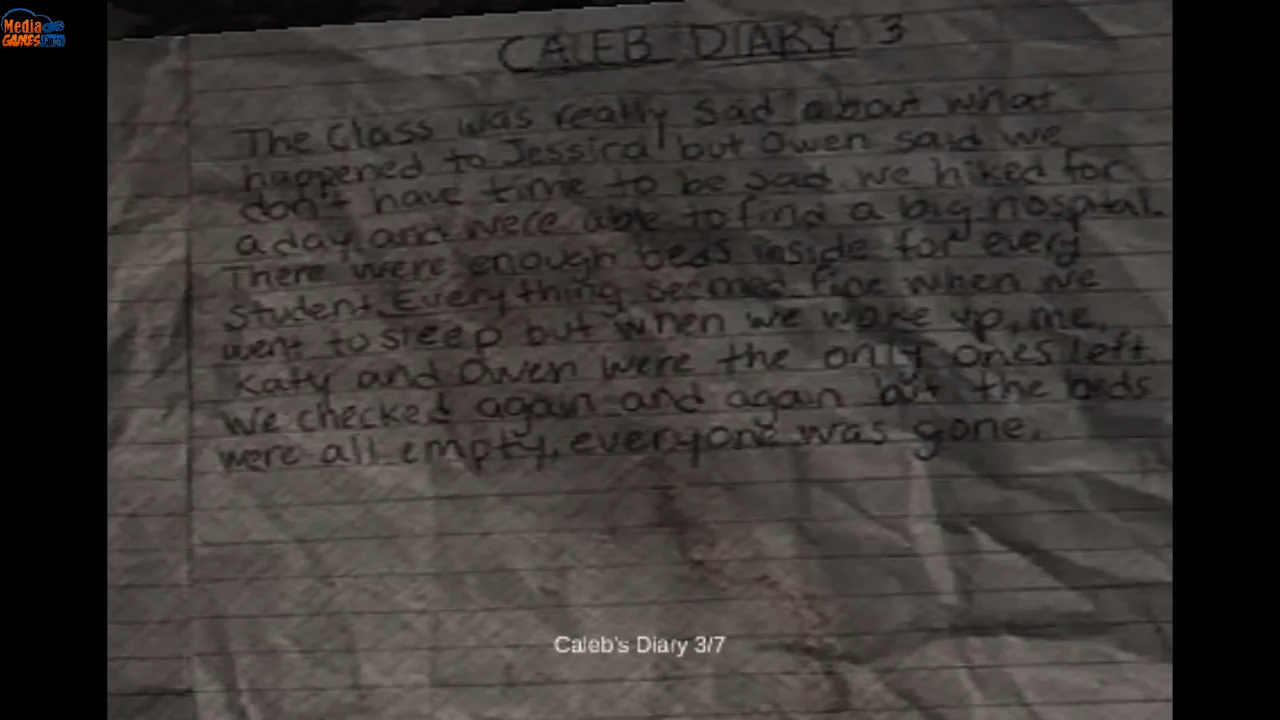 Media
GAMES
CALEB DIARY 3
The Class was really sad about what
happened to Jessica but Owen said we
don't have time to be sad. we hiked for
a day, and were able to find a big hospital.
There were enough beds inside for every
student. Everything seemed fine when we
went to sleep but when we woke up, me,
Katy and Owen were the only ones left.
We checked again and again but the beds
were all empty, everyone was gone.
Caleb's Diary 3/7